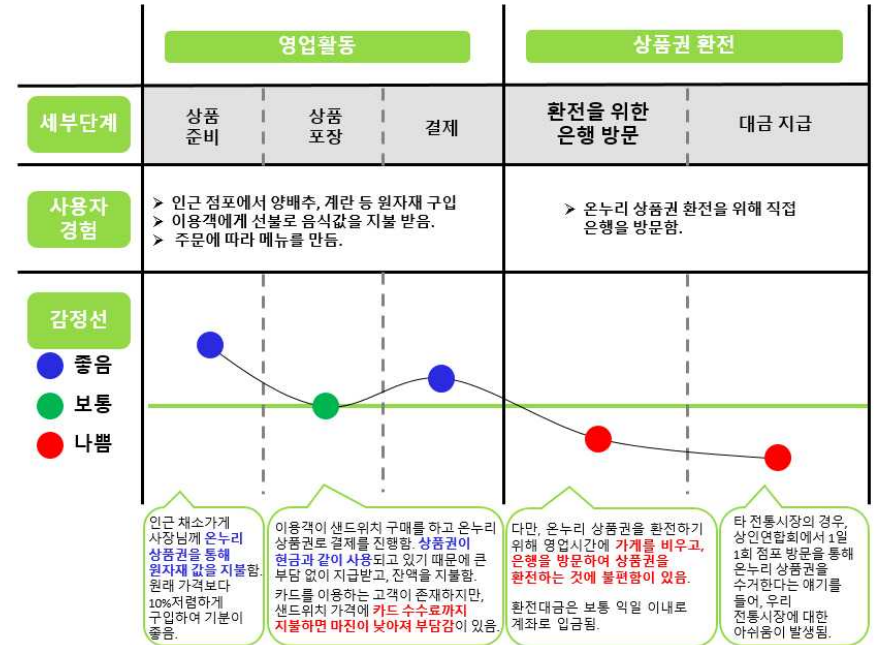 영업활동
상품권 환전
세부단계
상품
준비
상품
포장
결제
환전을 위한
은행 방문
대금 지급
사용자
경험
➢ 인근 점포에서 양배추, 계란 등 원자재 구입
➢ 이용객에게 선불로 음식값을 지불 받음.
➢ 주문에 따라 메뉴를 만듬.
➢ 온누리 상품권 환전을 위해 직접
은행을 방문함.
감정선
좋음
보통
나쁨
인근 채소가게
사장님께 온누리
상품권을 통해
원자재 값을 지불함.
원래 가격보다
10%저렴하게
구입하여 기분이
좋음.
이용객이 샌드위치 구매를 하고 온누리
상품권로 결제를 진행함. 상품권이
현금과 같이 사용되고 있기 때문에 큰
부담 없이 지급받고, 잔액을 지불함.
카드를 이용하는 고객이 존재하지만,
샌드위치 가격에 카드 수수료까지
지불하면 마진이 낮아져 부담감이 있음.
다만, 온누리 상품권을 환전하기
위해 영업시간에 가게를 비우고,
은행을 방문하여 상품권을
환전하는 것에 불편함이 있음.
환전대금은 보통 익일 이내로
계좌로 입금됨.
타 전통시장의 경우,
상인연합회에서 1일
1회 점포 방문을 통해
온누리 상품권을
수거한다는 얘기를
들어, 우리
전통시장에 대한
아쉬움이 발생됨.